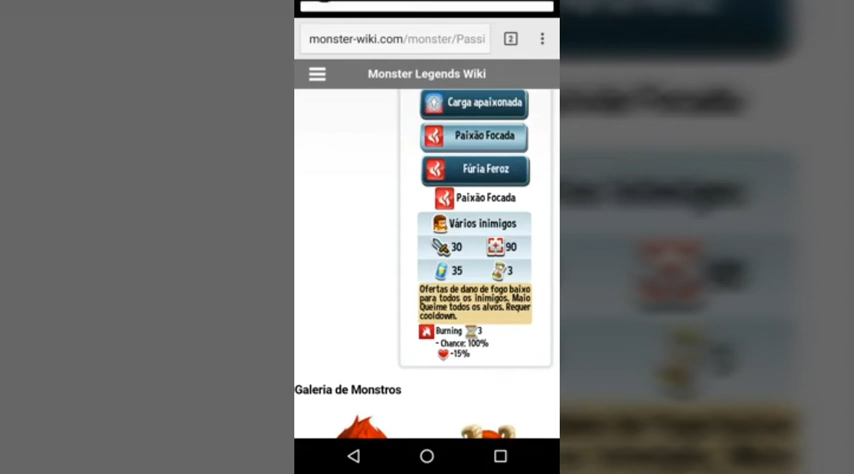 monster-wiki.com/monster/Passi
2
Monster Legends Wiki
Carga apaixonada
Paixão Focada
Fúria Feroz
Paixão Focada
Vários inimigos
30 90
35 3
Ofertas de dano de fogo baixo
para todos os inimigos. Maio
Queime todos os alvos. Requer
cooldown.
Burning 3
- Chance: 100%
-15%
Galeria de Monstros